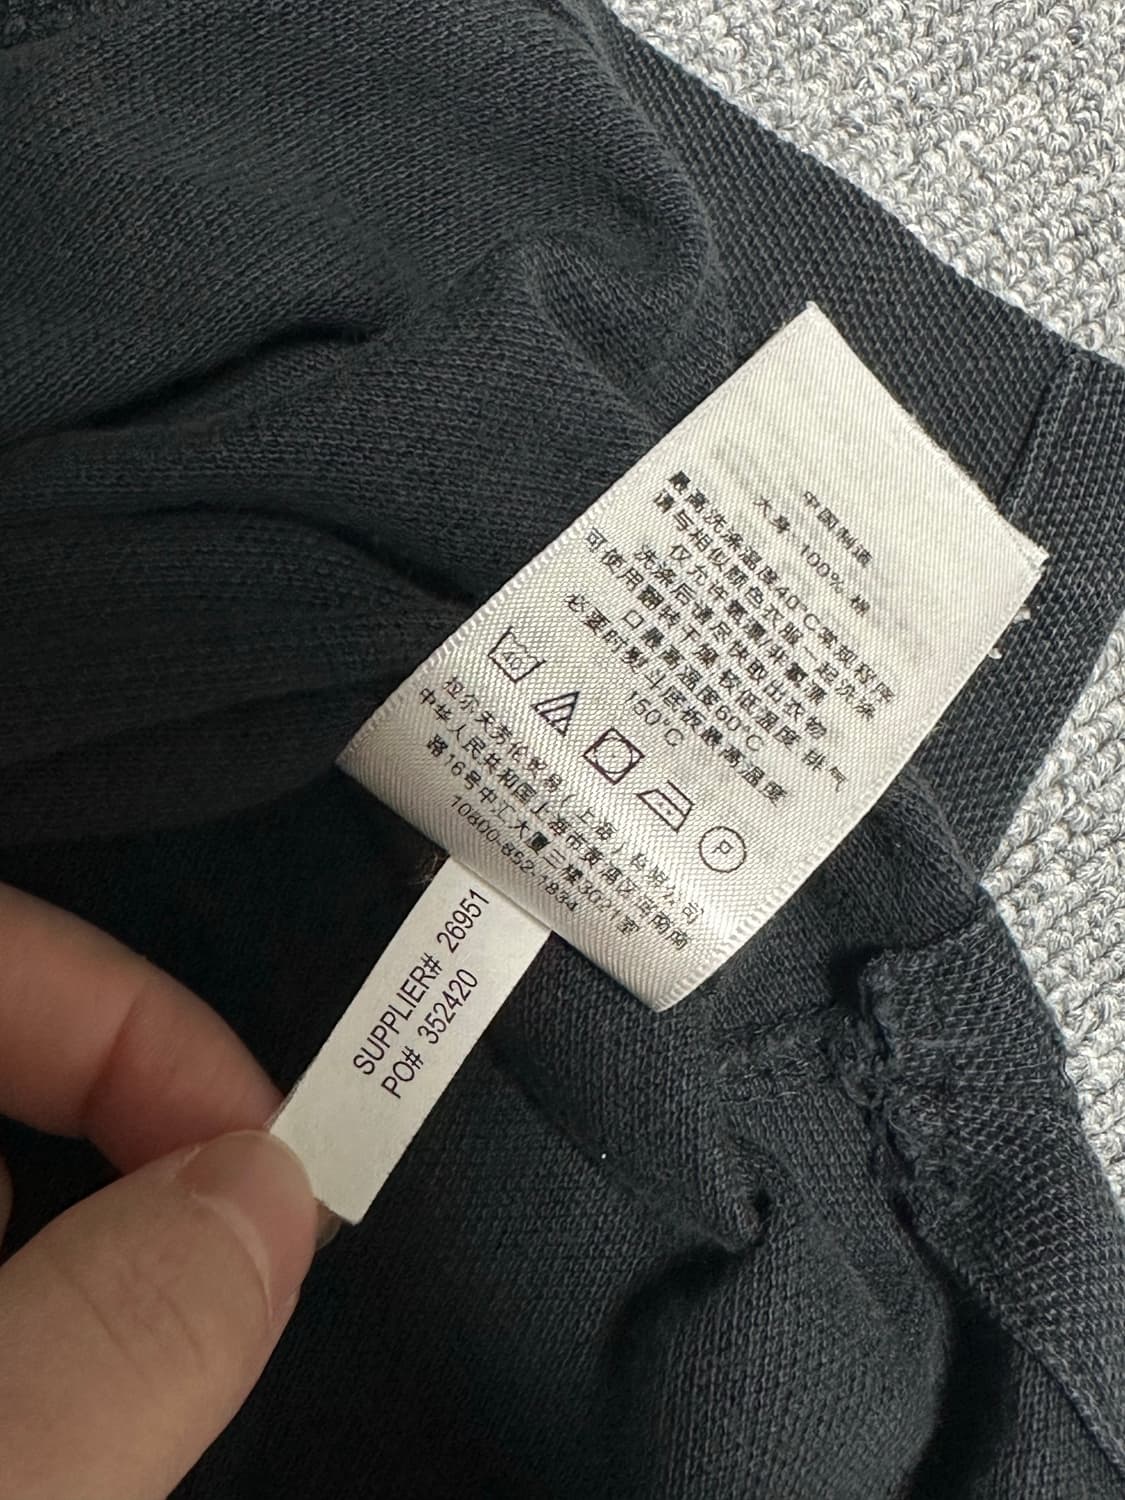 中国制造
大身: 100% 棉
最高洗涤温度40°C常规程序
请与相似颜色衣服一起洗涤
仅允许氧漂/非氯漂
洗涤后请尽快取出衣物
可使用翻转干燥 较低温度 排气
口最高温度60°C
必要时熨斗底板最高温度
150°C
40
P
拉尔夫劳伦贸易(上海)有限公司
中华人民共和国上海市黄浦区河南南
路16号中汇大厦三楼302/1室
10800-852-1834
SUPPLIER# 26951
PO# 352420